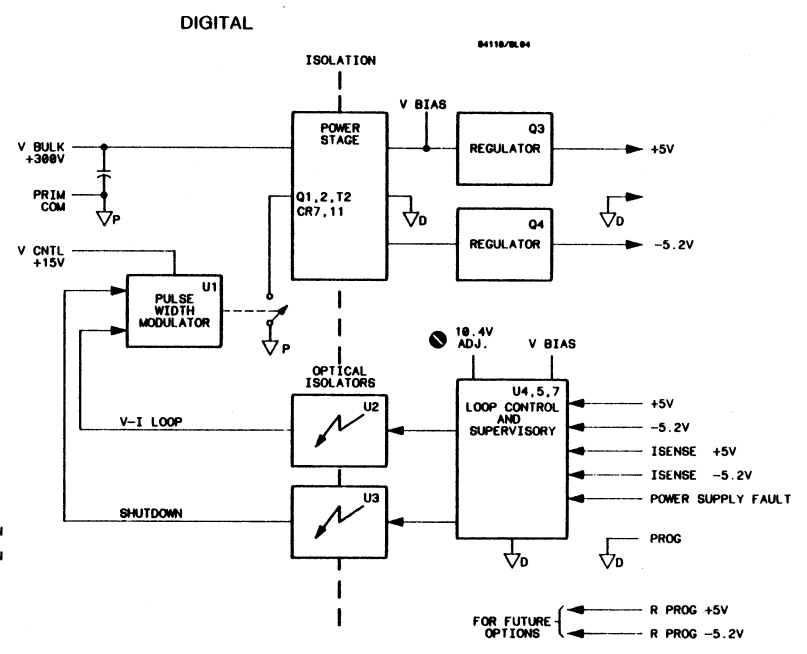 DIGITAL
54110/BL04
ISOLATION
V BIAS
POWER
STAGE
Q3
REGULATOR
V BULK
+300V
+5V
PRIM
COM
P
Q1,2,T2
CR7,11
D
D
Q4
REGULATOR
-5.2V
V CNTL
+15V
U1
PULSE
WIDTH
MODULATOR
P
10.4V
ADJ.
V BIAS
OPTICAL
ISOLATORS
U2
U4,5,7
LOOP CONTROL
AND
SUPERVISORY
+5V
-5.2V
V-I LOOP
ISENSE +5V
ISENSE -5.2V
U3
POWER SUPPLY FAULT
SHUTDOWN
PROG
D
D
FOR FUTURE
OPTIONS
R PROG +5V
R PROG -5.2V